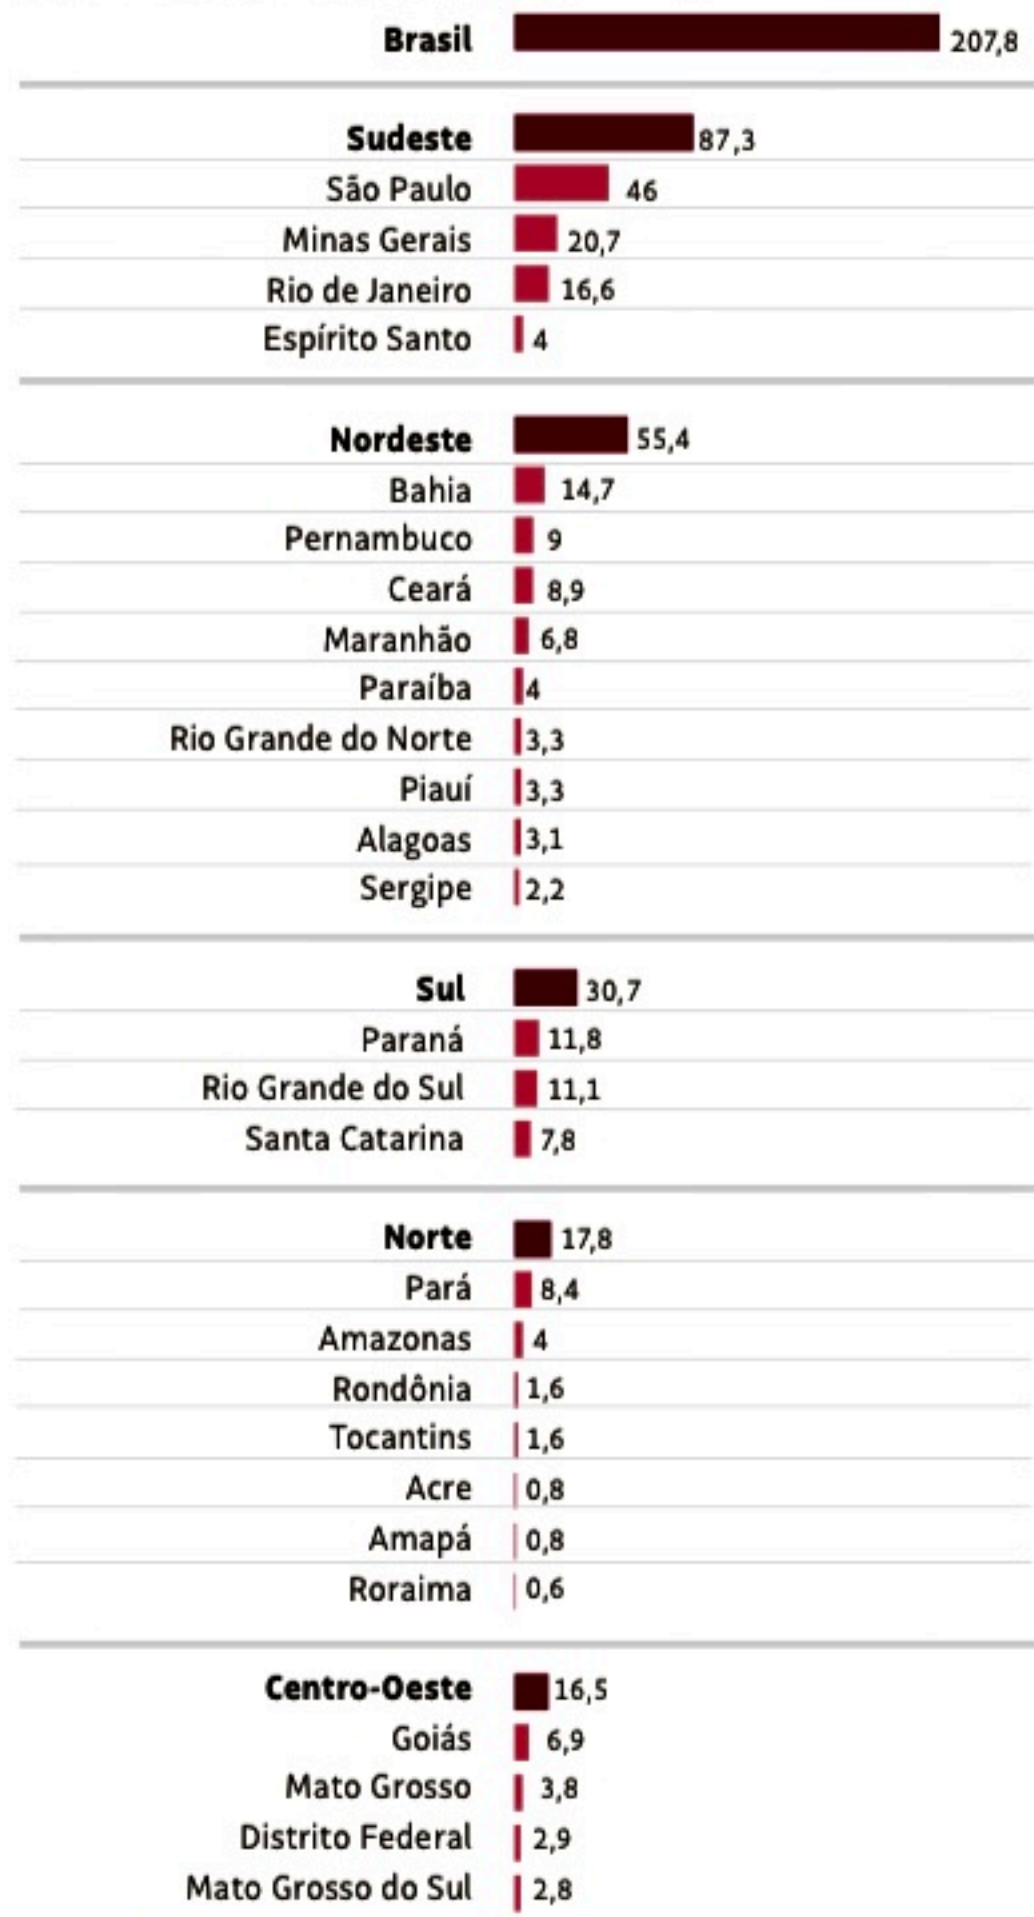 Brasil 207,8
Sudeste 87,3
São Paulo 46
Minas Gerais 20,7
Rio de Janeiro 16,6
Espírito Santo 4
Nordeste 55,4
Bahia 14,7
Pernambuco 9
Ceará 8,9
Maranhão 6,8
Paraíba 4
Rio Grande do Norte 3,3
Piauí 3,3
Alagoas 3,1
Sergipe 2,2
Sul 30,7
Paraná 11,8
Rio Grande do Sul 11,1
Santa Catarina 7,8
Norte 17,8
Pará 8,4
Amazonas 4
Rondônia 1,6
Tocantins 1,6
Acre 0,8
Amapá 0,8
Roraima 0,6
Centro-Oeste 16,5
Goiás 6,9
Mato Grosso 3,8
Distrito Federal 2,9
Mato Grosso do Sul 2,8